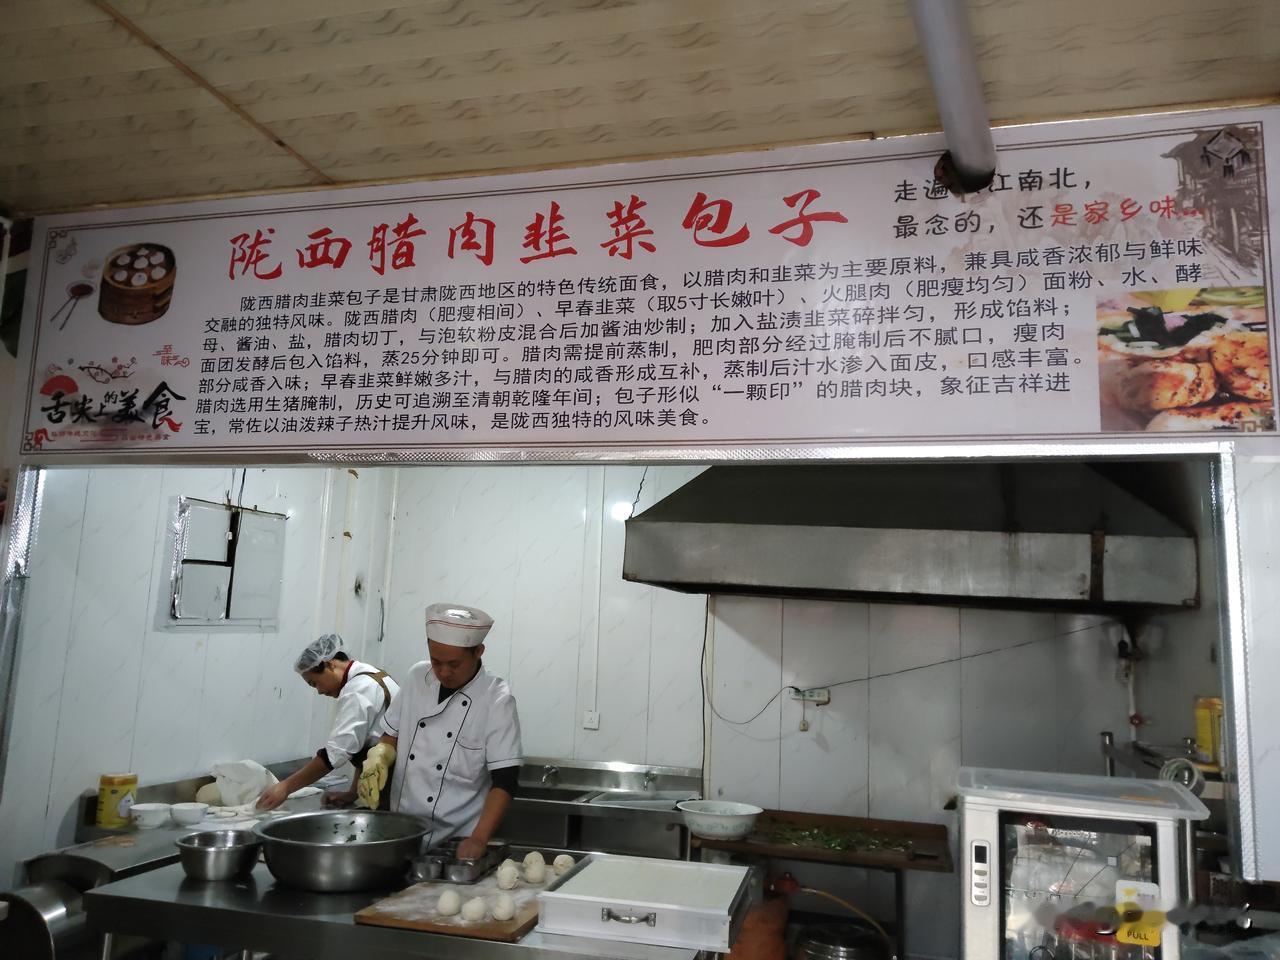 陇西腊肉韭菜包子
走遍 江南北，
最念的，还是家乡味...
陇西腊肉韭菜包子是甘肃陇西地区的特色传统面食，以腊肉和韭菜为主要原料，兼具咸香浓郁与鲜味
交融的独特风味。陇西腊肉（肥瘦相间）、早春韭菜（取5寸长嫩叶）、火腿肉（肥瘦均匀）面粉、水、酵
母、酱油、盐，腊肉切丁，与泡软粉皮混合后加酱油炒制；加入盐渍韭菜碎拌匀，形成馅料；
面团发酵后包入馅料，蒸25分钟即可。腊肉需提前蒸制，肥肉部分经过腌制后不腻口，瘦肉
部分咸香入味；早春韭菜鲜嫩多汁，与腊肉的咸香形成互补，蒸制后汁水渗入面皮，口感丰富。
腊肉选用生猪腌制，历史可追溯至清朝乾隆年间；包子形似“一颗印”的腊肉块，象征吉祥进
宝，常佐以油泼辣子热汁提升风味，是陇西独特的风味美食。
至味
舌尖上的美食
PULL